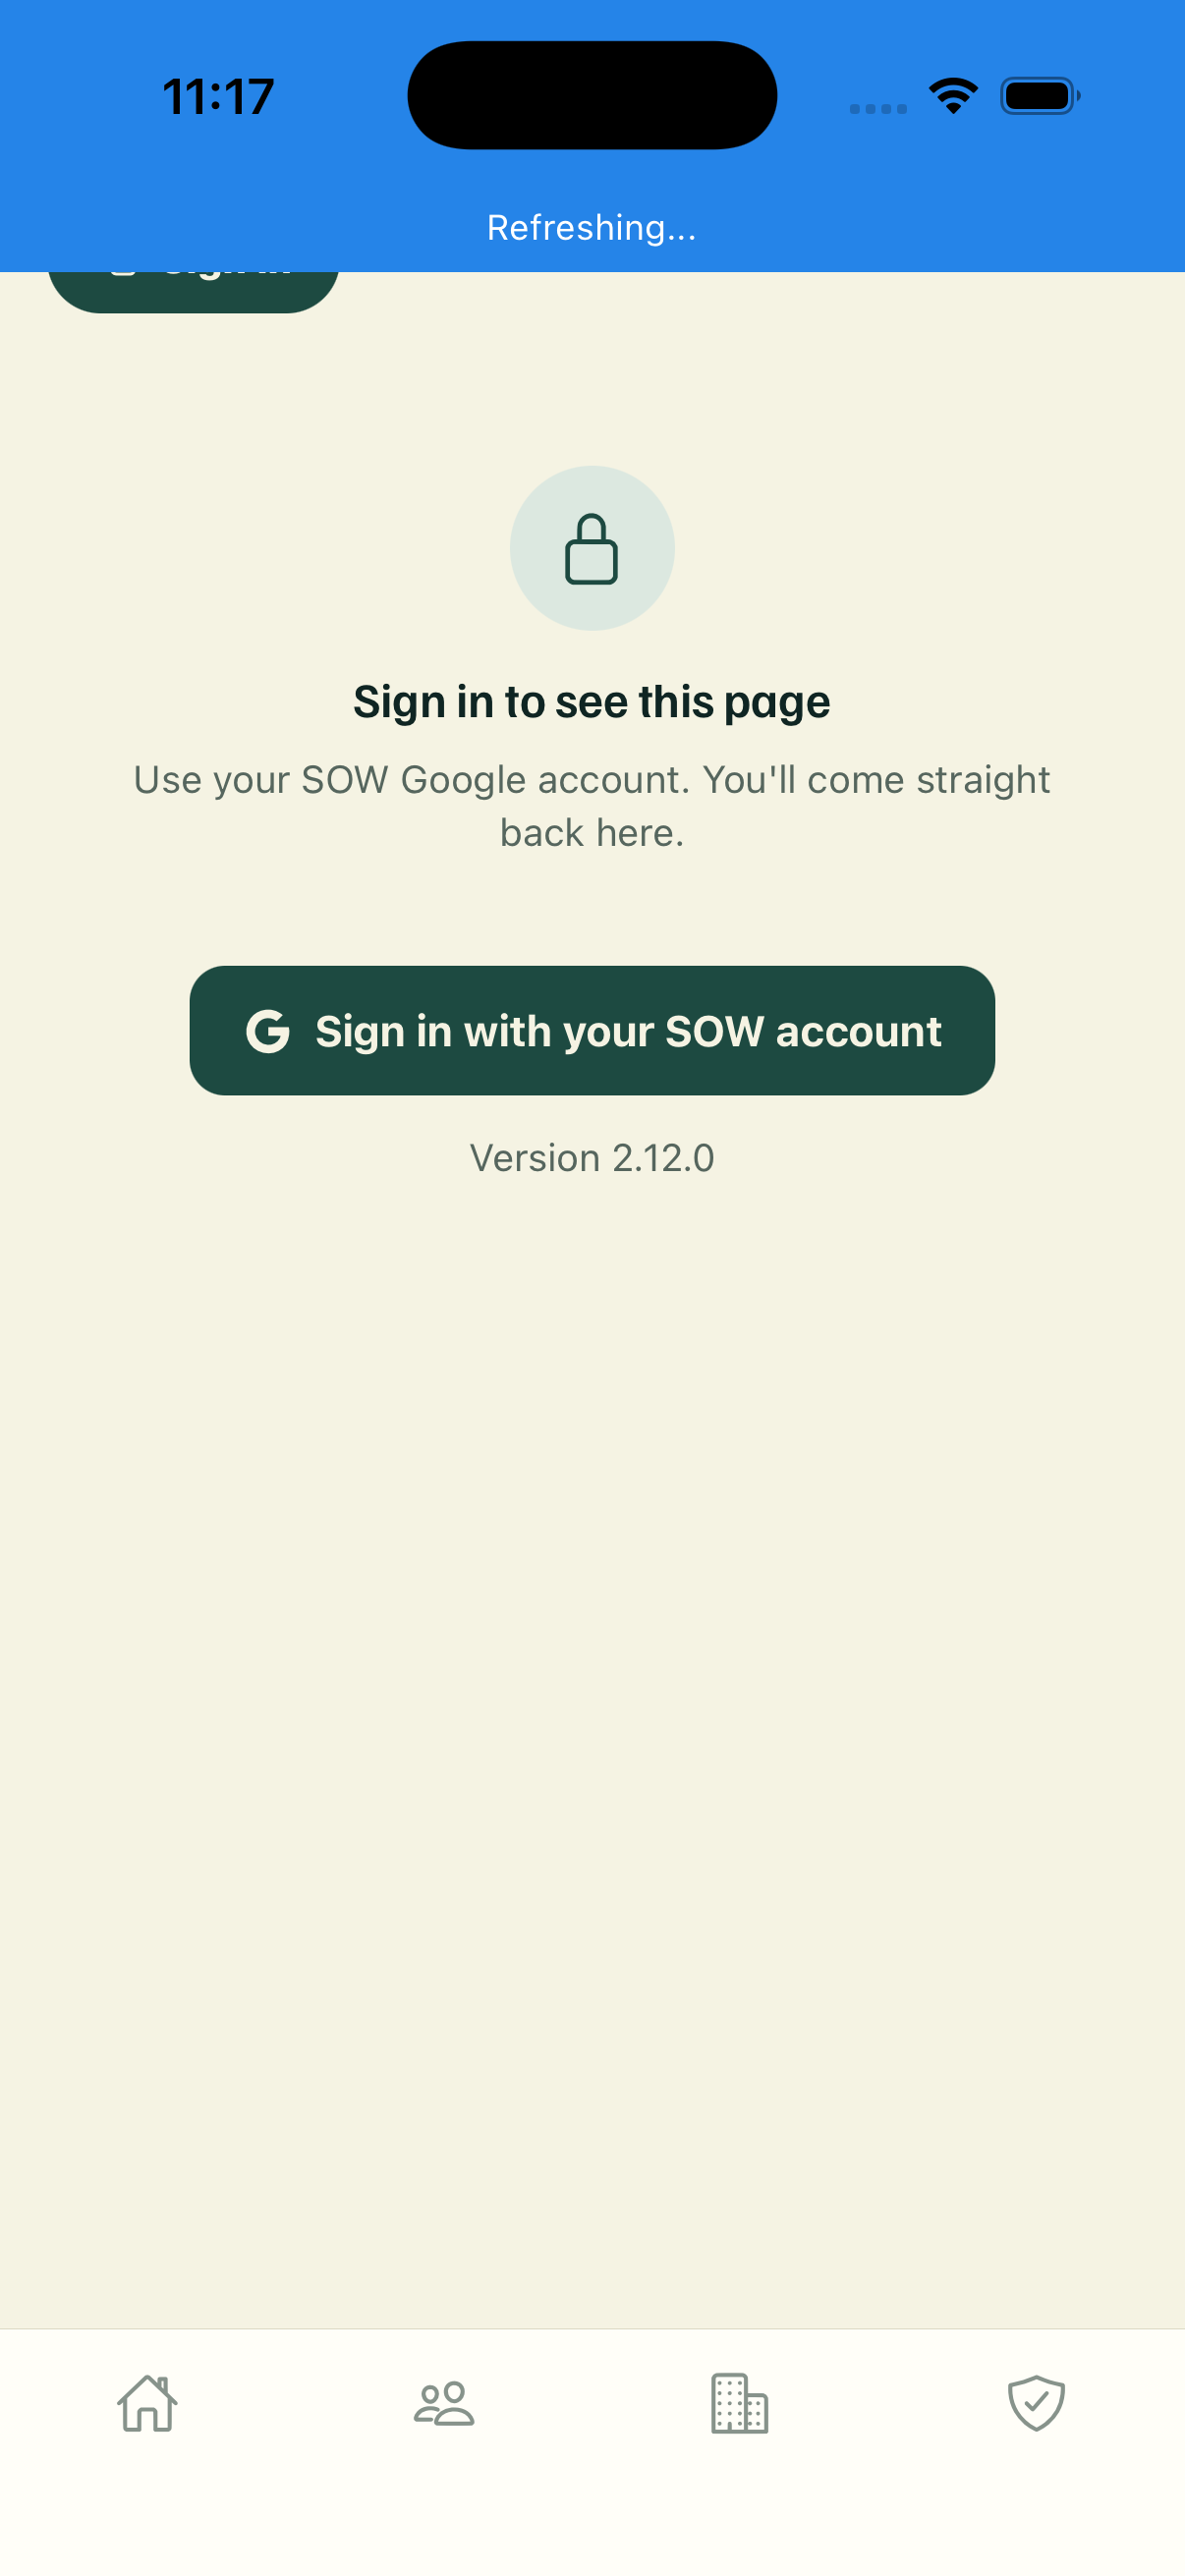 11:17
Refreshing...
Sign in to see this page
Use your SOW Google account. You'll come straight
back here.
Sign in with your SOW account
Version 2.12.0